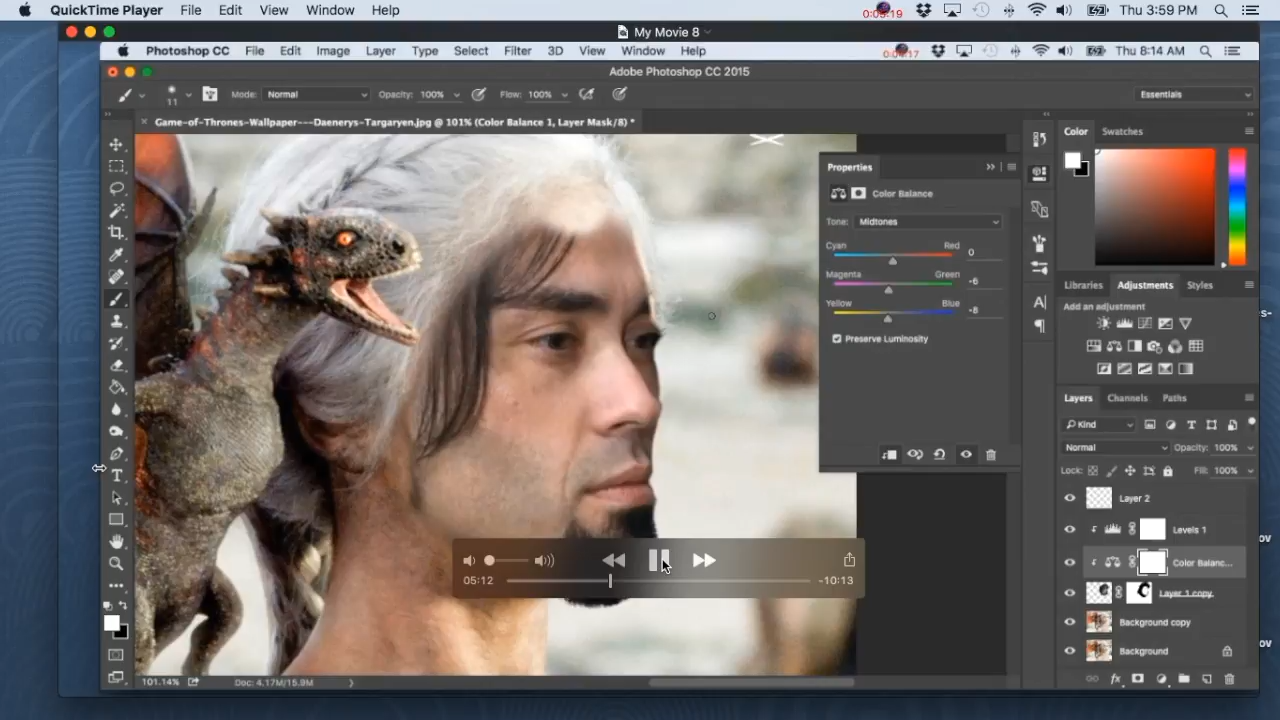 QuickTime Player File Edit View Window Help Thu 3:59 PM
My Movie 8
Photoshop CC File Edit Image Layer Type Select Filter 3D View Window Help Thu 8:14 AM
Adobe Photoshop CC 2015
11 Mode: Normal Opacity: 100% Flow: 100% Essentials
× Game-of-Thrones-Wallpaper---Daenerys-Targaryen.jpg @ 101% (Color Balance 1, Layer Mask/8) *
Color Swatches
Properties
Color Balance
Tone: Midtones
Cyan Red 0
Magenta Green -6
Yellow Blue -8
Preserve Luminosity
Libraries Adjustments Styles
Add an adjustment
Layers Channels Paths
Kind
Normal Opacity: 100%
Lock: Fill: 100%
Layer 2
Levels 1
Color Balanc...
Layer 1 copy
Background copy
Background
05:12 -10:13
101.14% Doc: 4.17M/15.9M